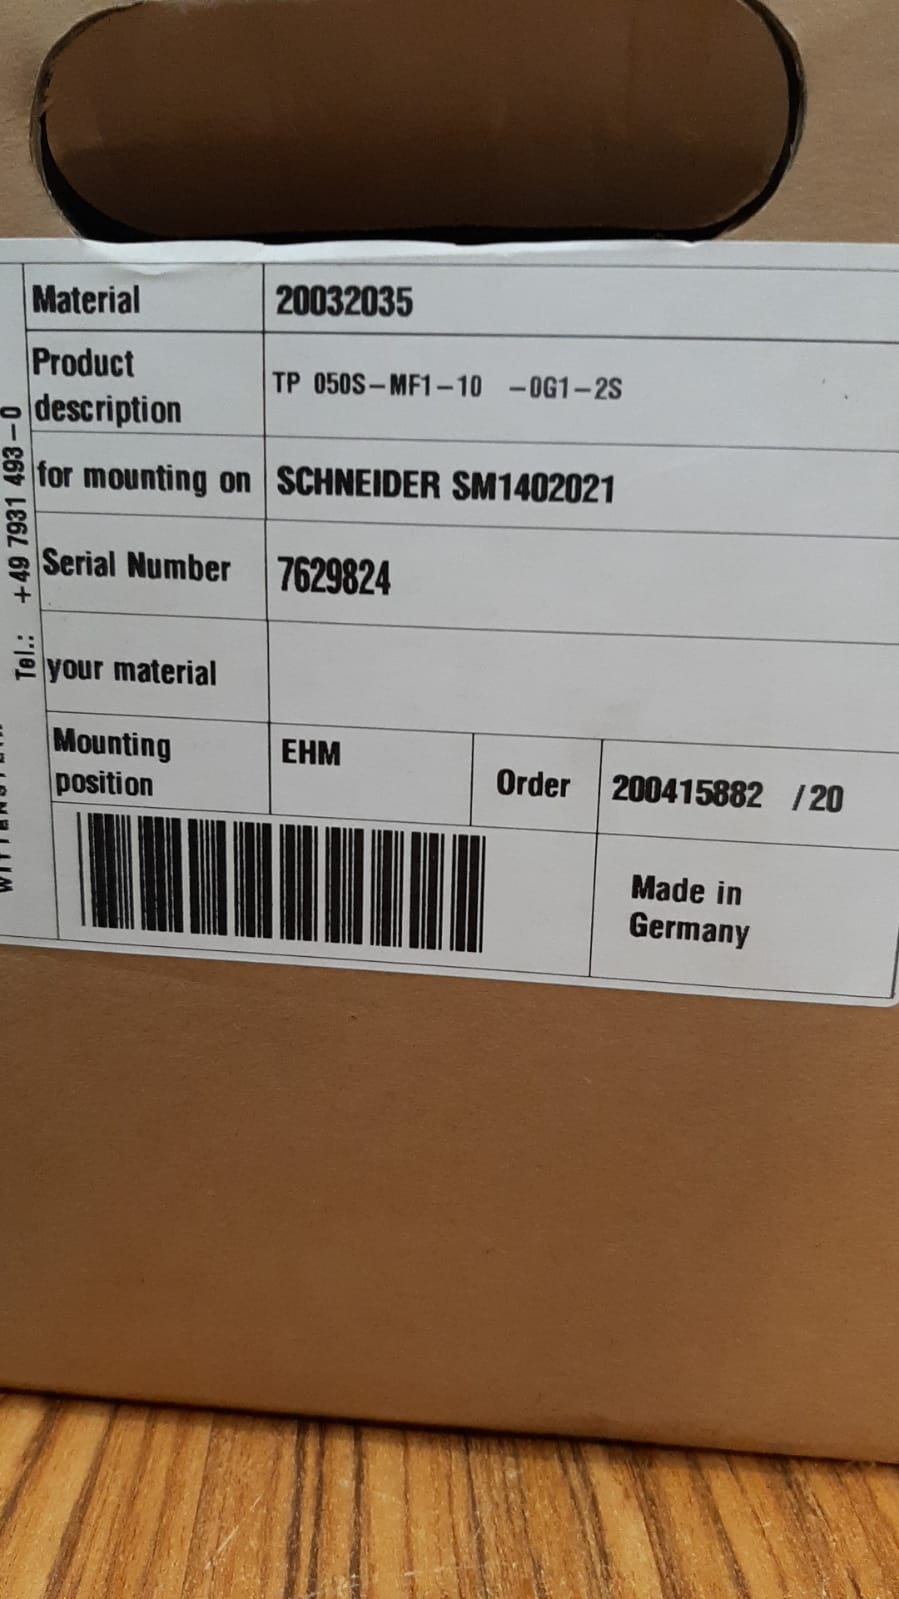 Material 20032035
Product description TP 050S-MF1-10 -0G1-2S
for mounting on SCHNEIDER SM1402021
Serial Number 7629824
your material
Mounting position EHM Order 200415882 /20
Made in
Germany
Tel.: +49 7931 493-0